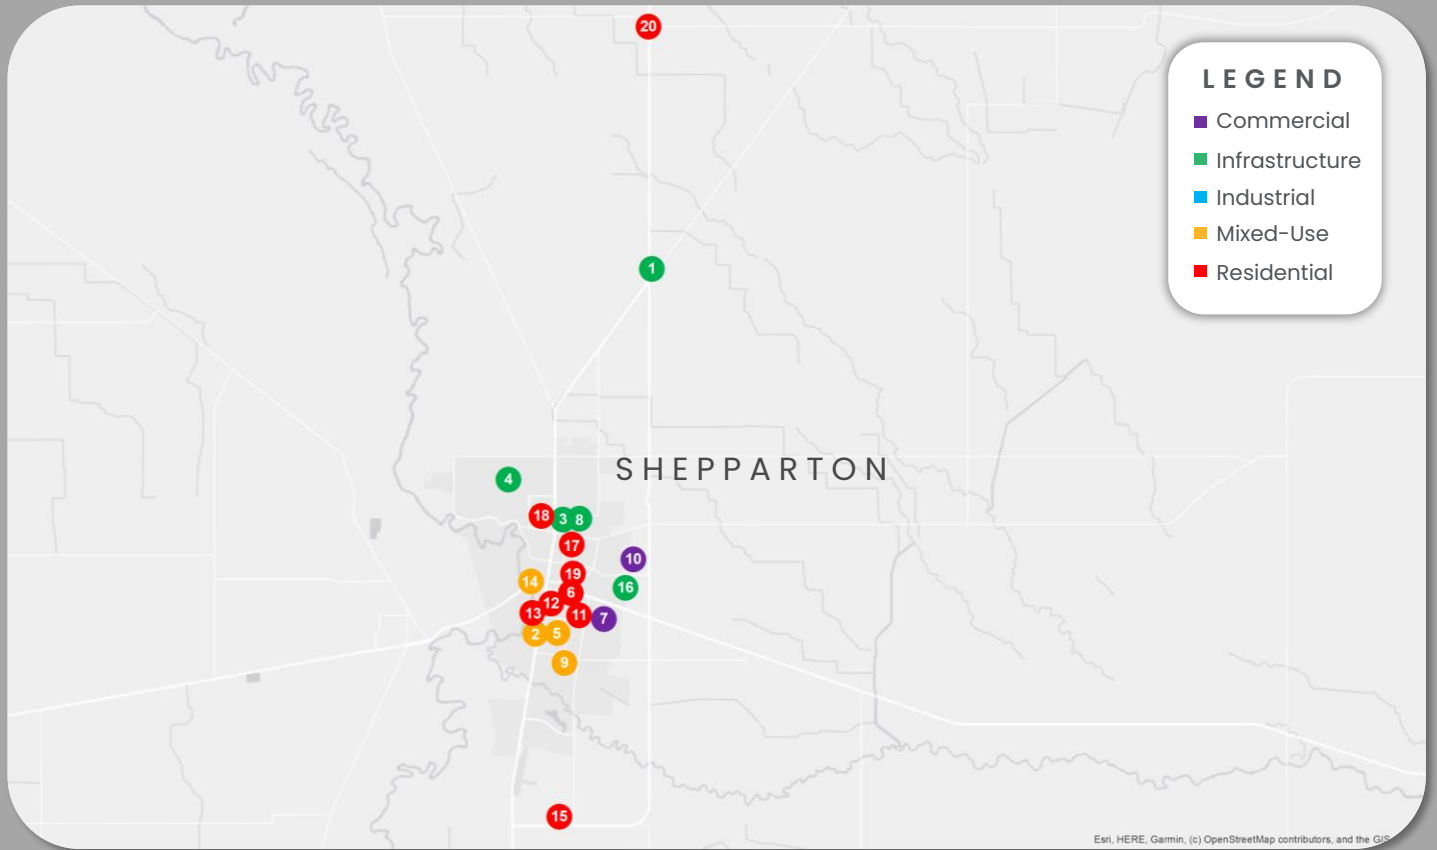 20
LEGEND
Commercial
Infrastructure
Industrial
Mixed-Use
Residential
1
SHEPPARTON
4
18
3
8
17
10
19
14
16
6
12
13
11
7
2
5
9
15
Esri, HERE, Garmin, (c) OpenStreetMap contributors, and the GIS